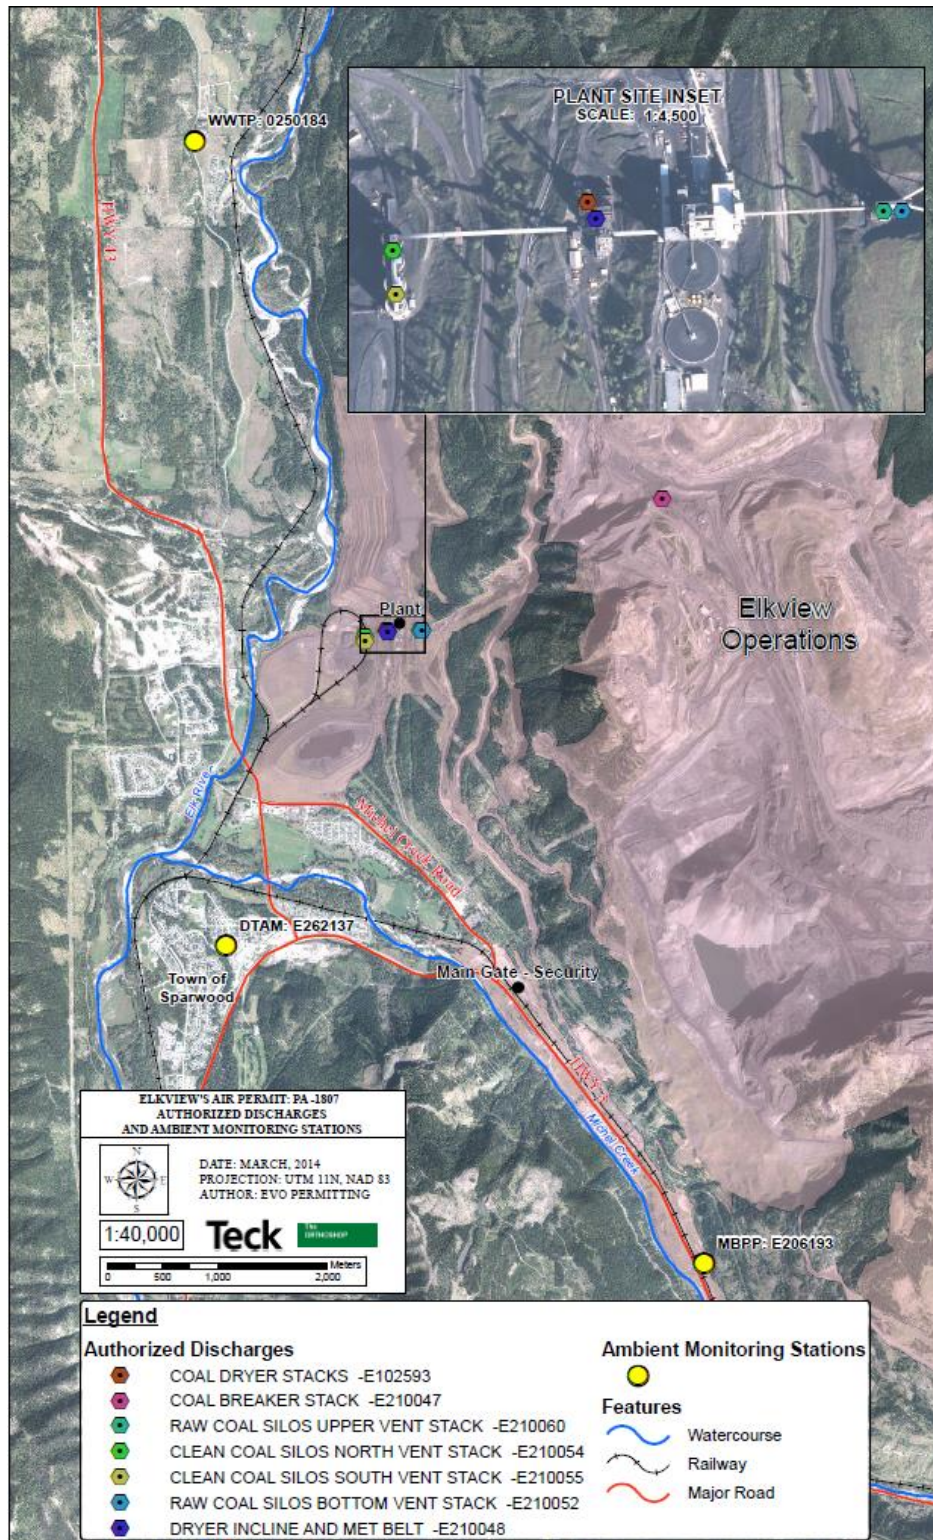 WWTP: 0250184
PLANT SITE INSET
SCALE: 1:4,500
HWY 43
Plant
Elkview
Operations
Elk River
Michel Creek Road
DTAM: E262137
Town of
Sparwood
Main Gate - Security
HWY 3
Michel Creek
MBPP: E206193
ELKVIEW'S AIR PERMIT: PA -1807
AUTHORIZED DISCHARGES
AND AMBIENT MONITORING STATIONS
N
W E
S
DATE: MARCH, 2014
PROJECTION: UTM 11N, NAD 83
AUTHOR: EVO PERMITTING
1:40,000
Teck
The
ORTHOSHOP
Meters
0 500 1,000 2,000
Legend
Authorized Discharges
COAL DRYER STACKS -E102593
COAL BREAKER STACK -E210047
RAW COAL SILOS UPPER VENT STACK -E210060
CLEAN COAL SILOS NORTH VENT STACK -E210054
CLEAN COAL SILOS SOUTH VENT STACK -E210055
RAW COAL SILOS BOTTOM VENT STACK -E210052
DRYER INCLINE AND MET BELT -E210048
Ambient Monitoring Stations
Features
Watercourse
Railway
Major Road